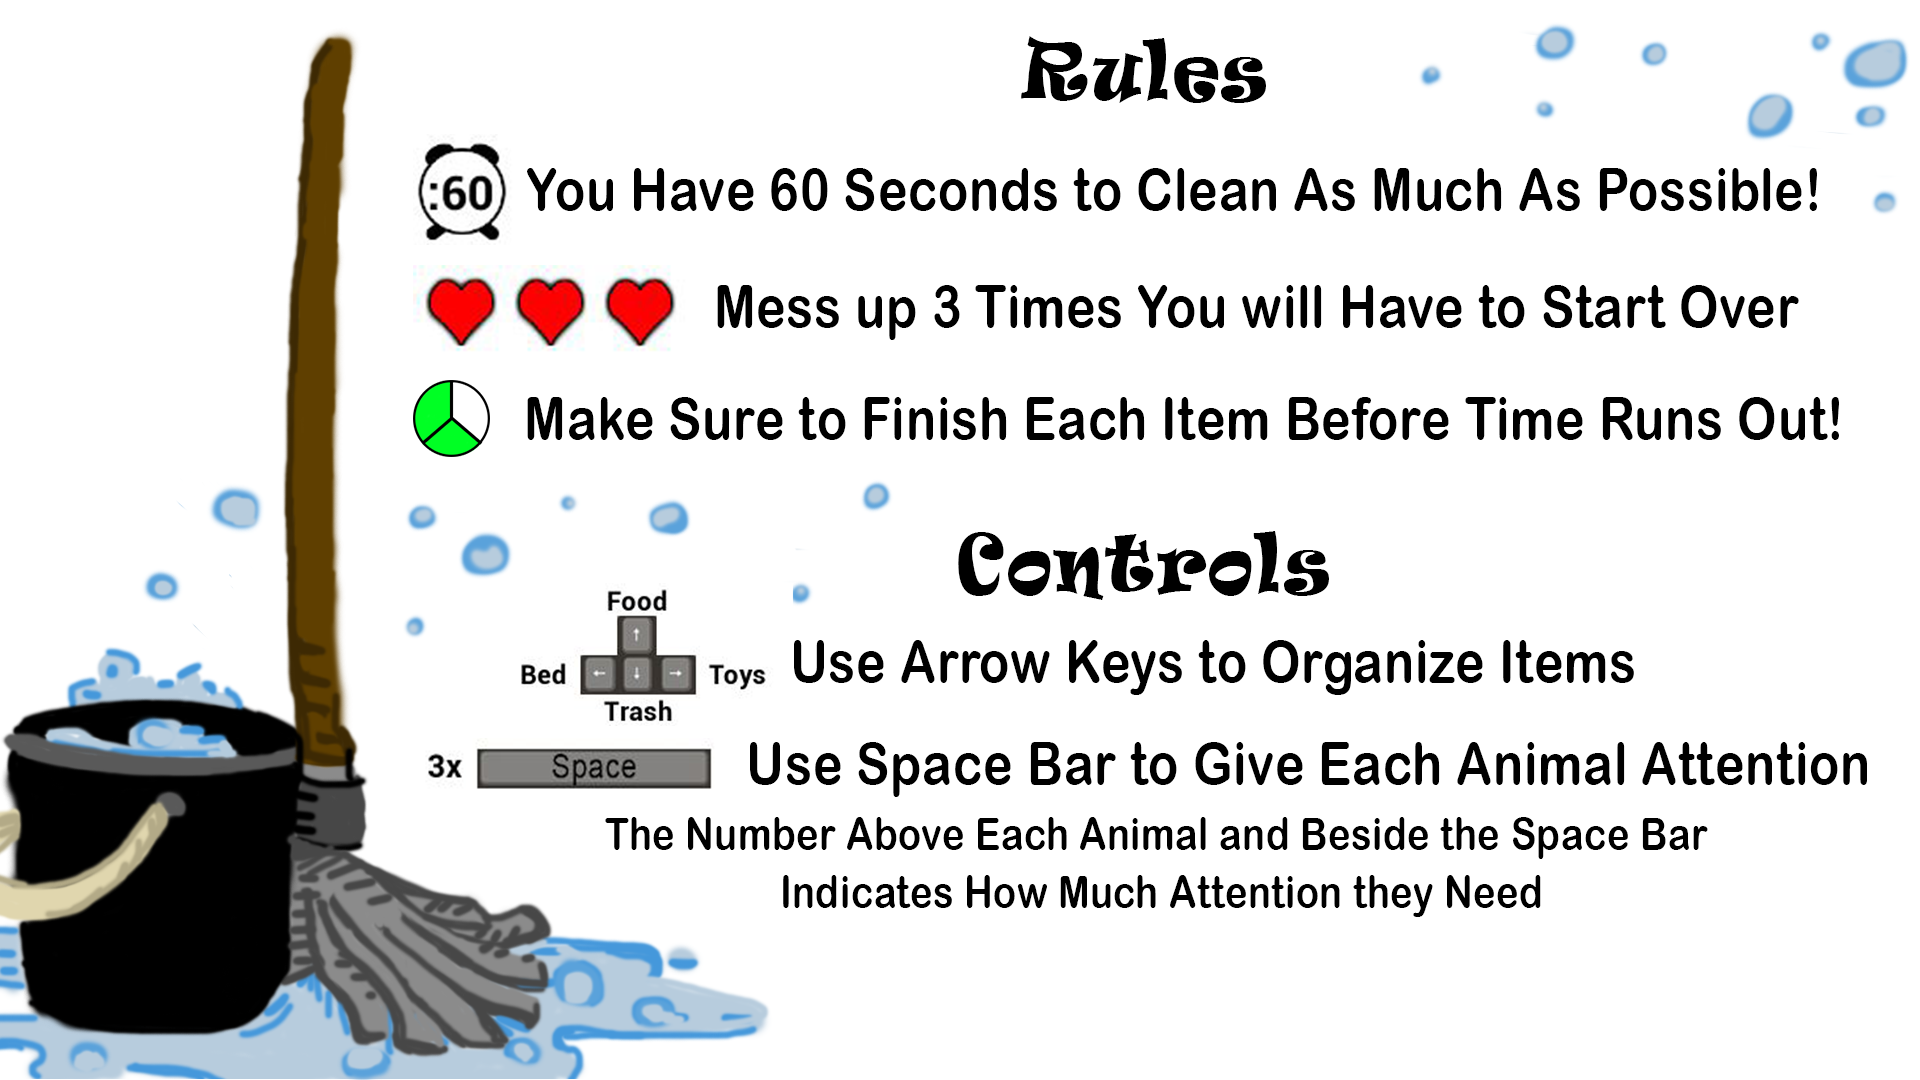 Rules
:60 You Have 60 Seconds to Clean As Much As Possible!
Mess up 3 Times You will Have to Start Over
Make Sure to Finish Each Item Before Time Runs Out!
Controls
Food
↑
Bed ← ↓ → Toys
Trash
Use Arrow Keys to Organize Items
3x Space Use Space Bar to Give Each Animal Attention
The Number Above Each Animal and Beside the Space Bar
Indicates How Much Attention they Need